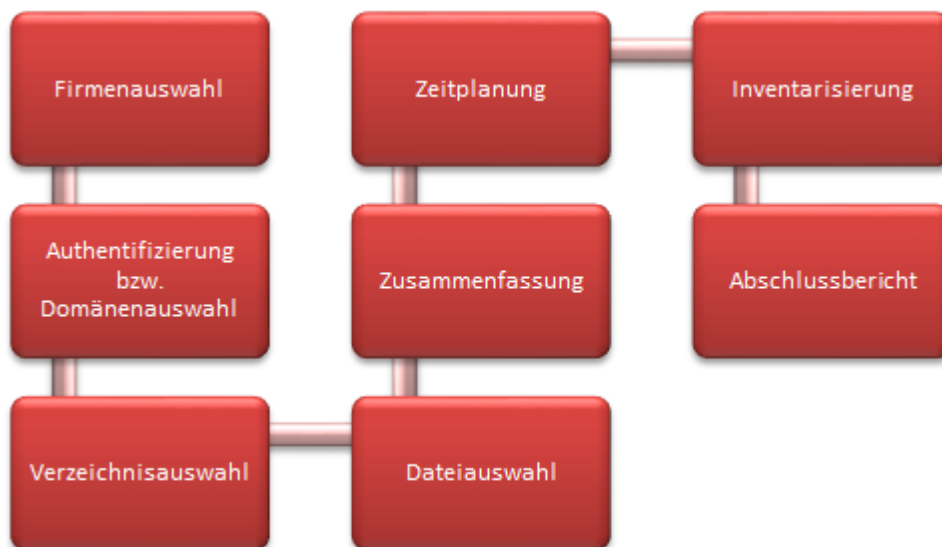 Firmenauswahl
Authentifizierung
bzw.
Domänenauswahl
Verzeichnisauswahl
Dateiauswahl
Zusammenfassung
Zeitplanung
Inventarisierung
Abschlussbericht